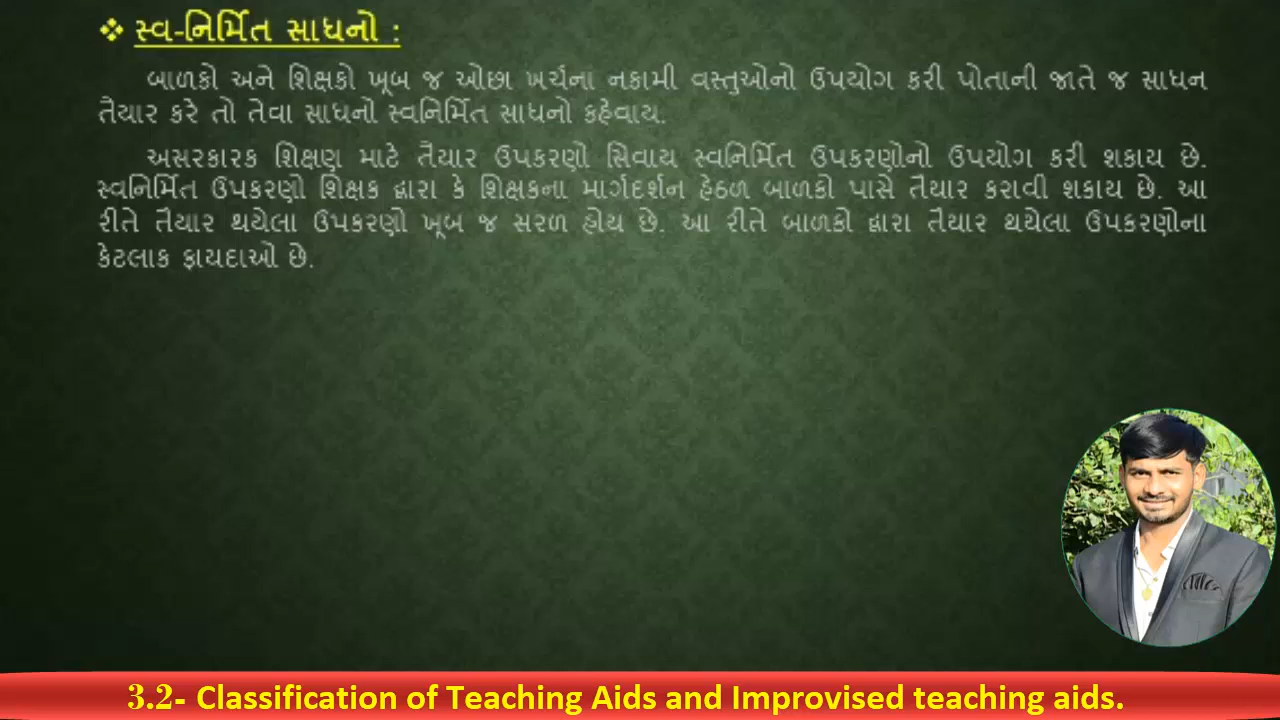 ❖ સ્વ-નિર્મિત સાધનો :
બાળકો અને શિક્ષકો ખૂબ જ ઓછા ખર્ચના નકામી વસ્તુઓનો ઉપયોગ કરી પોતાની જાતે જ સાધન
તૈયાર કરે તો તેવા સાધનો સ્વનિર્મિત સાધનો કહેવાય.
અસરકારક શિક્ષણ માટે તૈયાર ઉપકરણો સિવાય સ્વનિર્મિત ઉપકરણોનો ઉપયોગ કરી શકાય છે.
સ્વનિર્મિત ઉપકરણો શિક્ષક દ્વારા કે શિક્ષકના માર્ગદર્શન હેઠળ બાળકો પાસે તૈયાર કરાવી શકાય છે. આ
રીતે તૈયાર થયેલા ઉપકરણો ખૂબ જ સરળ હોય છે. આ રીતે બાળકો દ્વારા તૈયાર થયેલા ઉપકરણોના
કેટલાક ફાયદાઓ છે.
3.2- Classification of Teaching Aids and Improvised teaching aids.